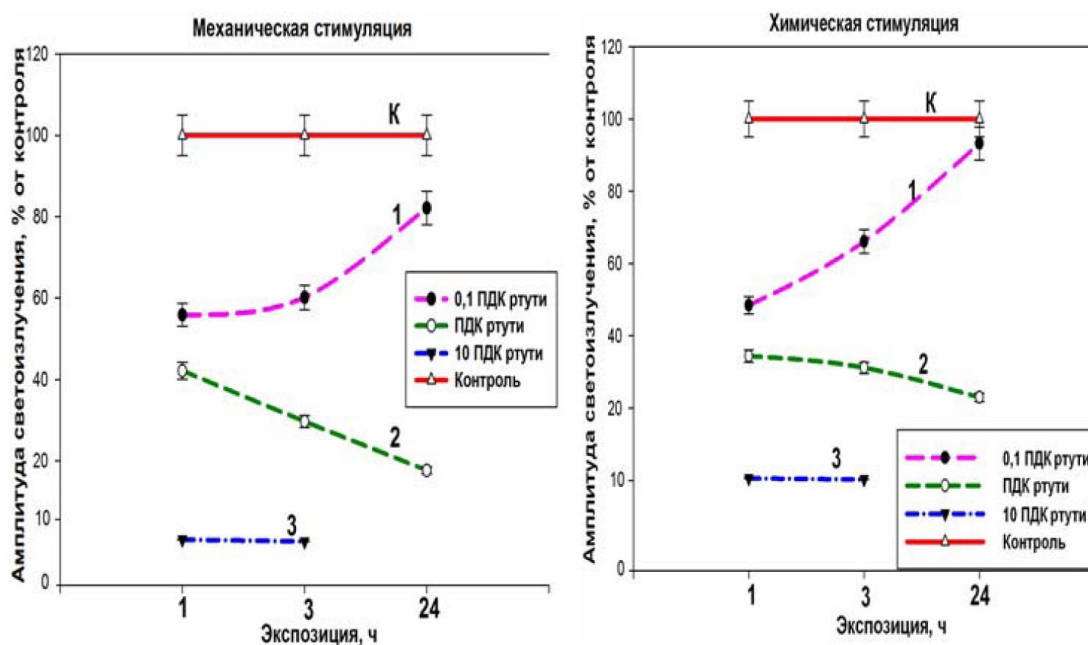 Механическая стимуляция
Амплитуда светоизлучения, % от контроля
120
100
80
60
40
20
10
0
К
1
2
3
0,1 ПДК ртути
ПДК ртути
10 ПДК ртути
Контроль
1 3 24
Экспозиция, ч
Химическая стимуляция
Амплитуда светоизлучения, % от контроля
120
100
80
60
40
20
10
0
К
1
2
3
0,1 ПДК ртути
ПДК ртути
10 ПДК ртути
Контроль
1 3 24
Экспозиция, ч